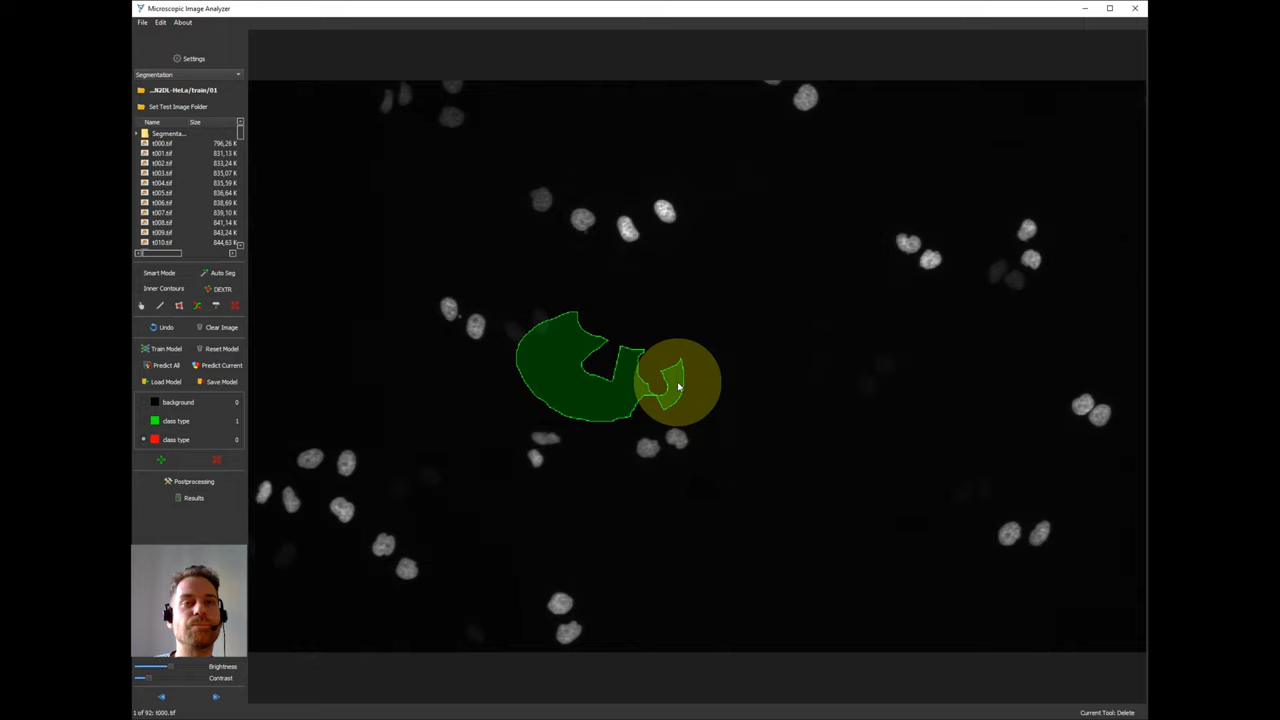 Microscopic Image Analyzer
File Edit About
Settings
Segmentation
...N2DL-HeLa/train/01
Set Test Image Folder
Name Size
Segmenta...
t000.tif 796,26 K
t001.tif 831,13 K
t002.tif 833,24 K
t003.tif 835,07 K
t004.tif 835,59 K
t005.tif 836,64 K
t006.tif 838,69 K
t007.tif 839,10 K
t008.tif 841,14 K
t009.tif 843,24 K
t010.tif 844,63 K
Smart Mode Auto Seg
Inner Contours DEXTR
Undo Clear Image
Train Model Reset Model
Predict All Predict Current
Load Model Save Model
background 0
class type 1
class type 0
Postprocessing
Results
Brightness
Contrast
1 of 92: t000.tif Current Tool: Delete